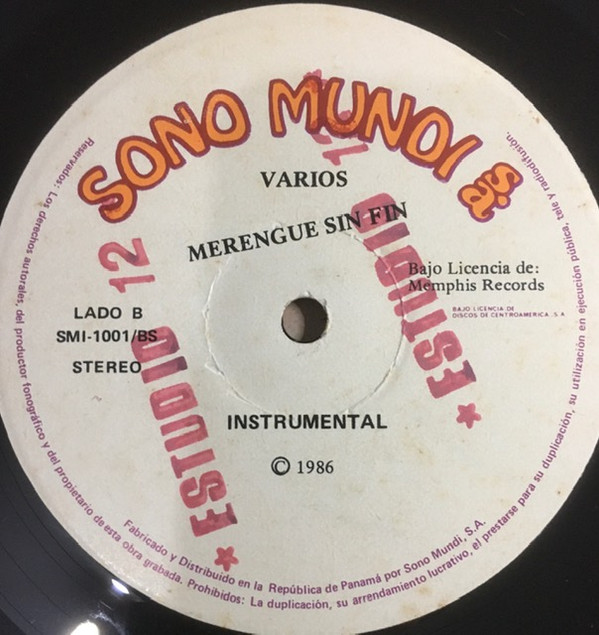 SONO MUNDI S.A.
VARIOS
MERENGUE SIN FIN
Bajo Licencia de:
Memphis Records
BAJO LICENCIA DE
DISCOS DE CENTROAMERICA . S A
LADO B
SMI-1001/BS
STEREO
INSTRUMENTAL
© 1986
* ESTUDIO 12
* ESTUDIO 12
Fabricado y Distribuído en la República de Panamá por Sono Mundi, S.A.
Reservados: Los derechos autorales, del productor fonográfico y del propietario de esta obra grabada. Prohibidos: La duplicación, su arrendamiento lucrativo, el prestarse para su duplicación, su utilización en ejecución pública, tele y radiodifusión.